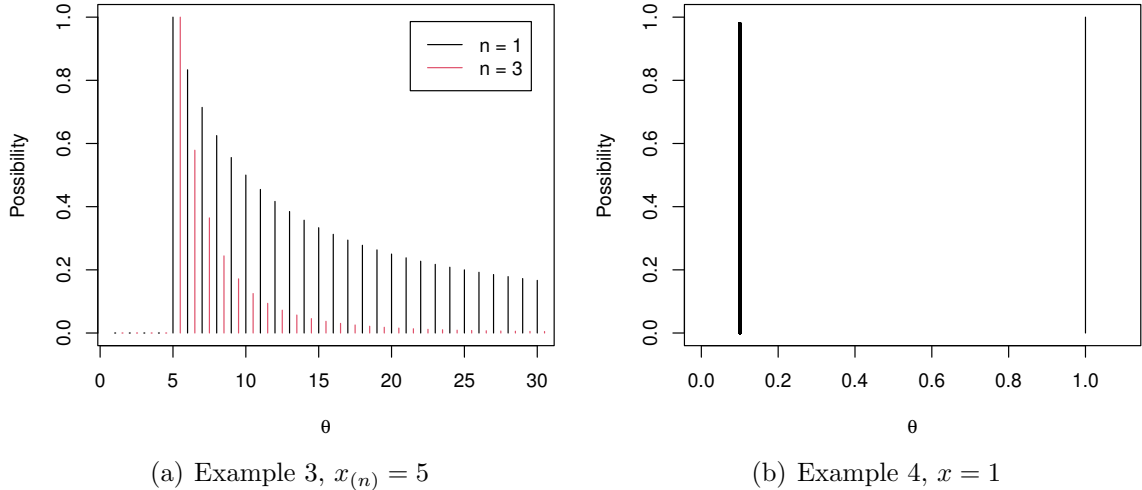 Possibility
1.0
0.8
0.6
0.4
0.2
0.0
0 5 10 15 20 25 30
θ
n = 1
n = 3
(a) Example 3, x(n) = 5
Possibility
1.0
0.8
0.6
0.4
0.2
0.0
0.0 0.2 0.4 0.6 0.8 1.0
θ
(b) Example 4, x = 1